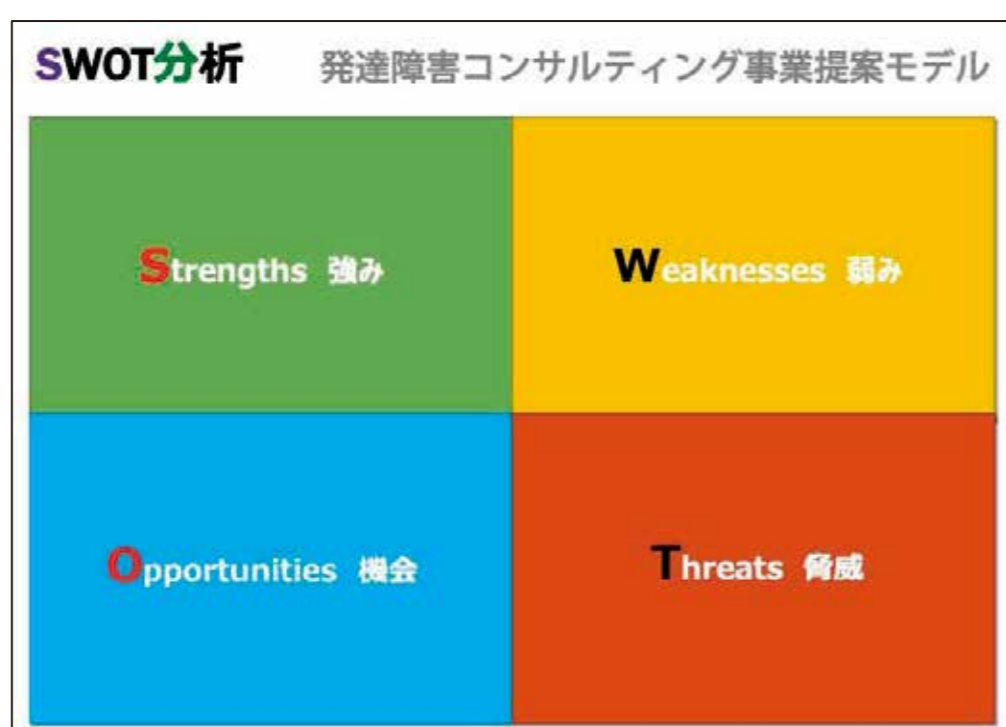 SWOT分析 発達障害コンサルティング事業提案モデル
Strengths 強み
Weaknesses 弱み
Opportunities 機会
Threats 脅威